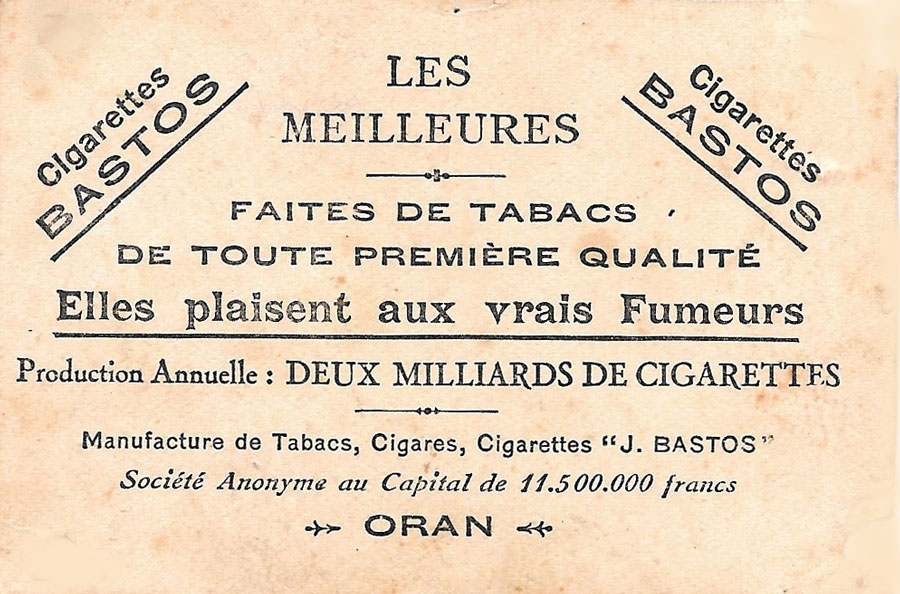 Cigarettes
BASTOS
LES
MEILLEURES
Cigarettes
BASTOS
FAITES DE TABACS
DE TOUTE PREMIÈRE QUALITÉ
Elles plaisent aux vrais Fumeurs
Production Annuelle : DEUX MILLIARDS DE CIGARETTES
Manufacture de Tabacs, Cigares, Cigarettes "J. BASTOS"
Société Anonyme au Capital de 11.500.000 francs
ORAN